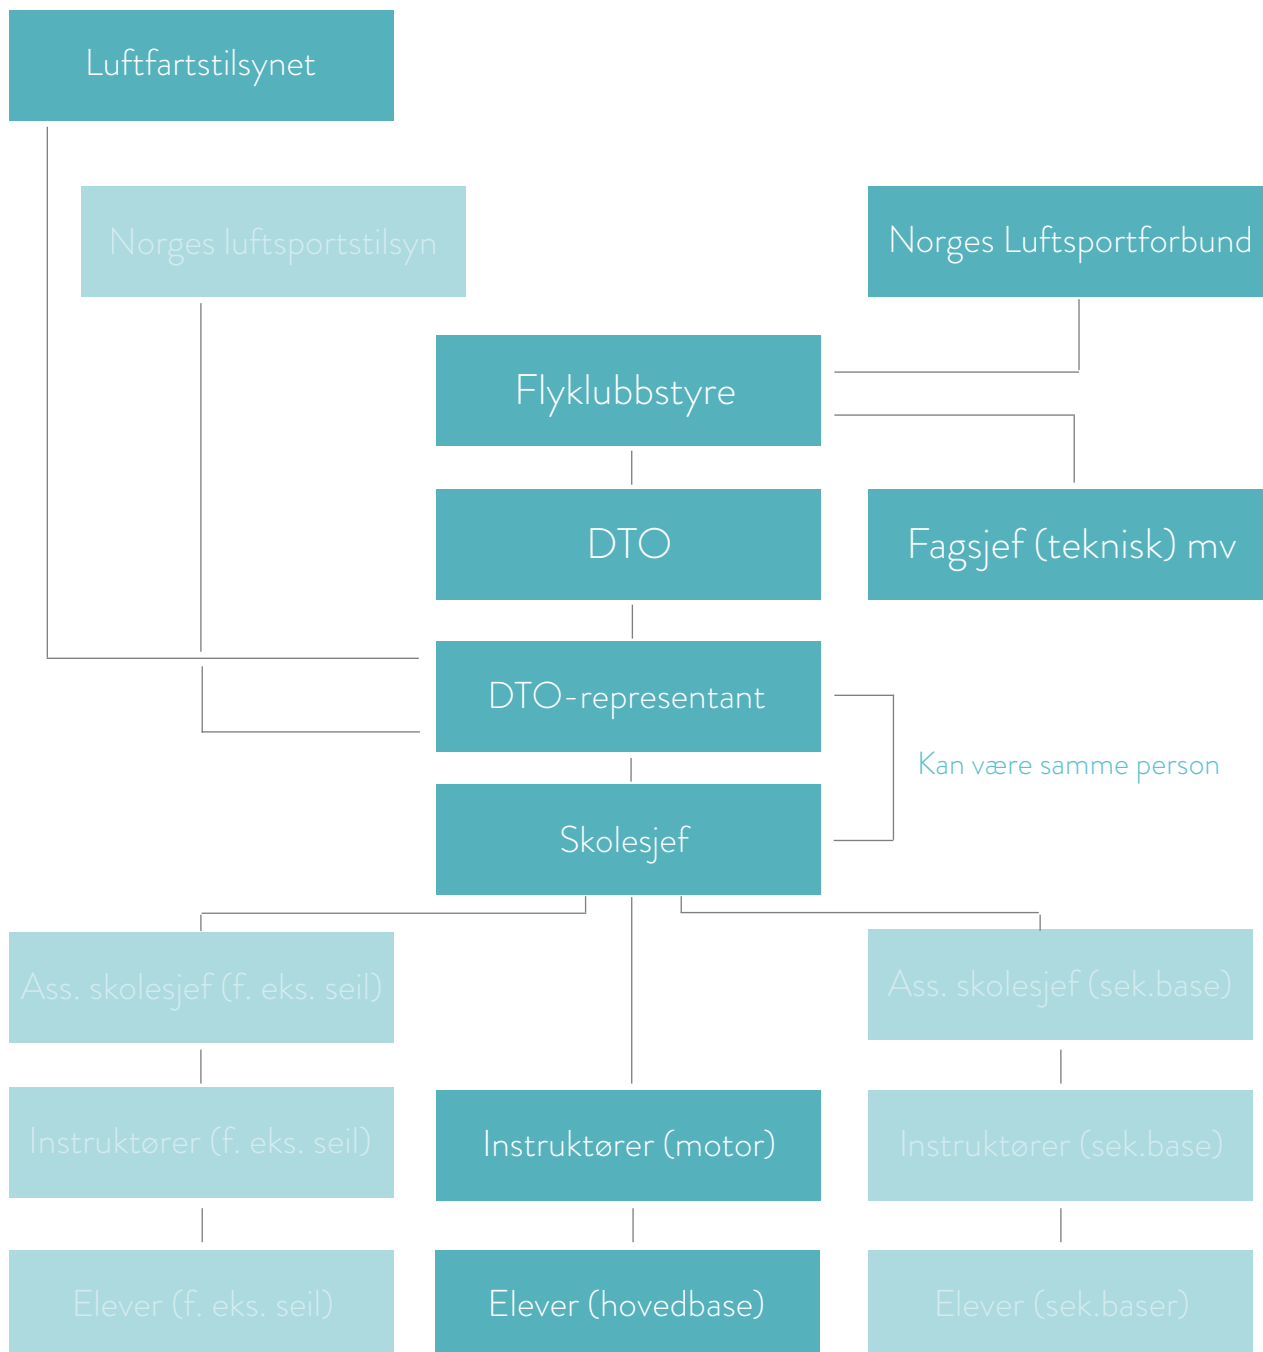 Luftfartstilsynet
Norges luftsportstilsyn
Norges Luftsportforbund
Flyklubbstyre
DTO
Fagsjef (teknisk) mv
DTO-representant
Kan være samme person
Skolesjef
Ass. skolesjef (f. eks. seil)
Ass. skolesjef (sek.base)
Instruktører (f. eks. seil)
Instruktører (motor)
Instruktører (sek.base)
Elever (f. eks. seil)
Elever (hovedbase)
Elever (sek.baser)